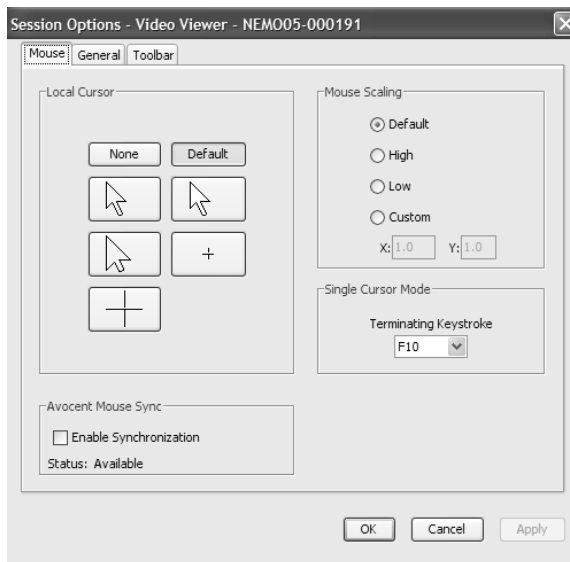 Session Options - Video Viewer - NEMO05-000191
Mouse General Toolbar
Local Cursor
None Default
Mouse Scaling
Default
High
Low
Custom
X: 1.0 Y: 1.0
Single Cursor Mode
Terminating Keystroke
F10
Avocent Mouse Sync
Enable Synchronization
Status: Available
OK Cancel Apply